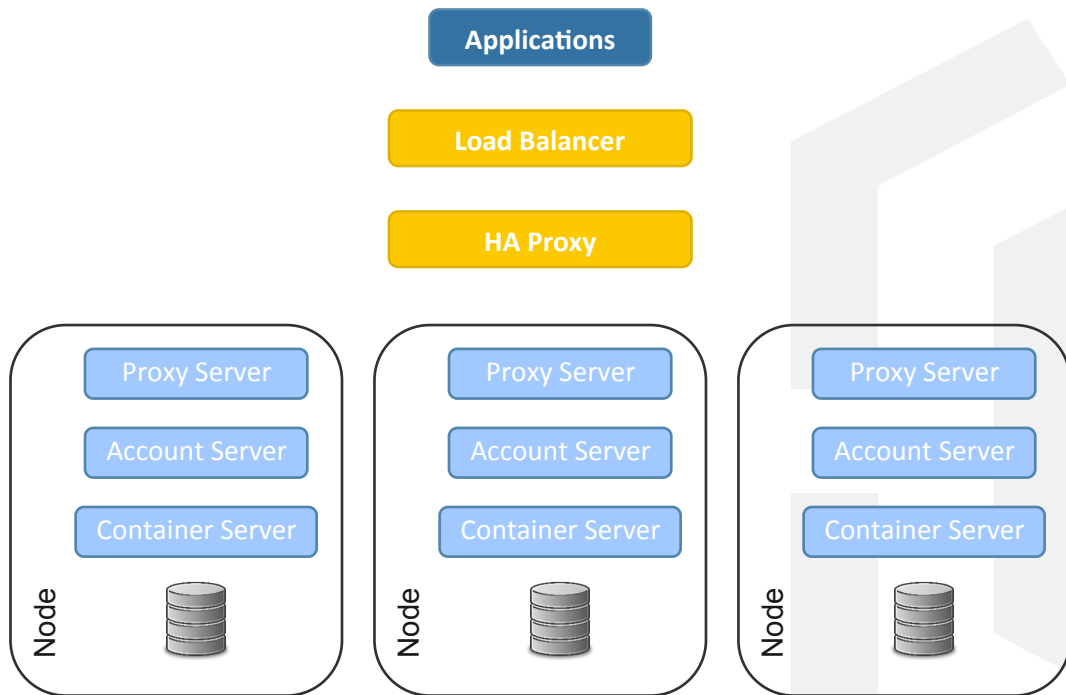 Applications
Load Balancer
HA Proxy
Proxy Server
Account Server
Container Server
Node
Proxy Server
Account Server
Container Server
Node
Proxy Server
Account Server
Container Server
Node